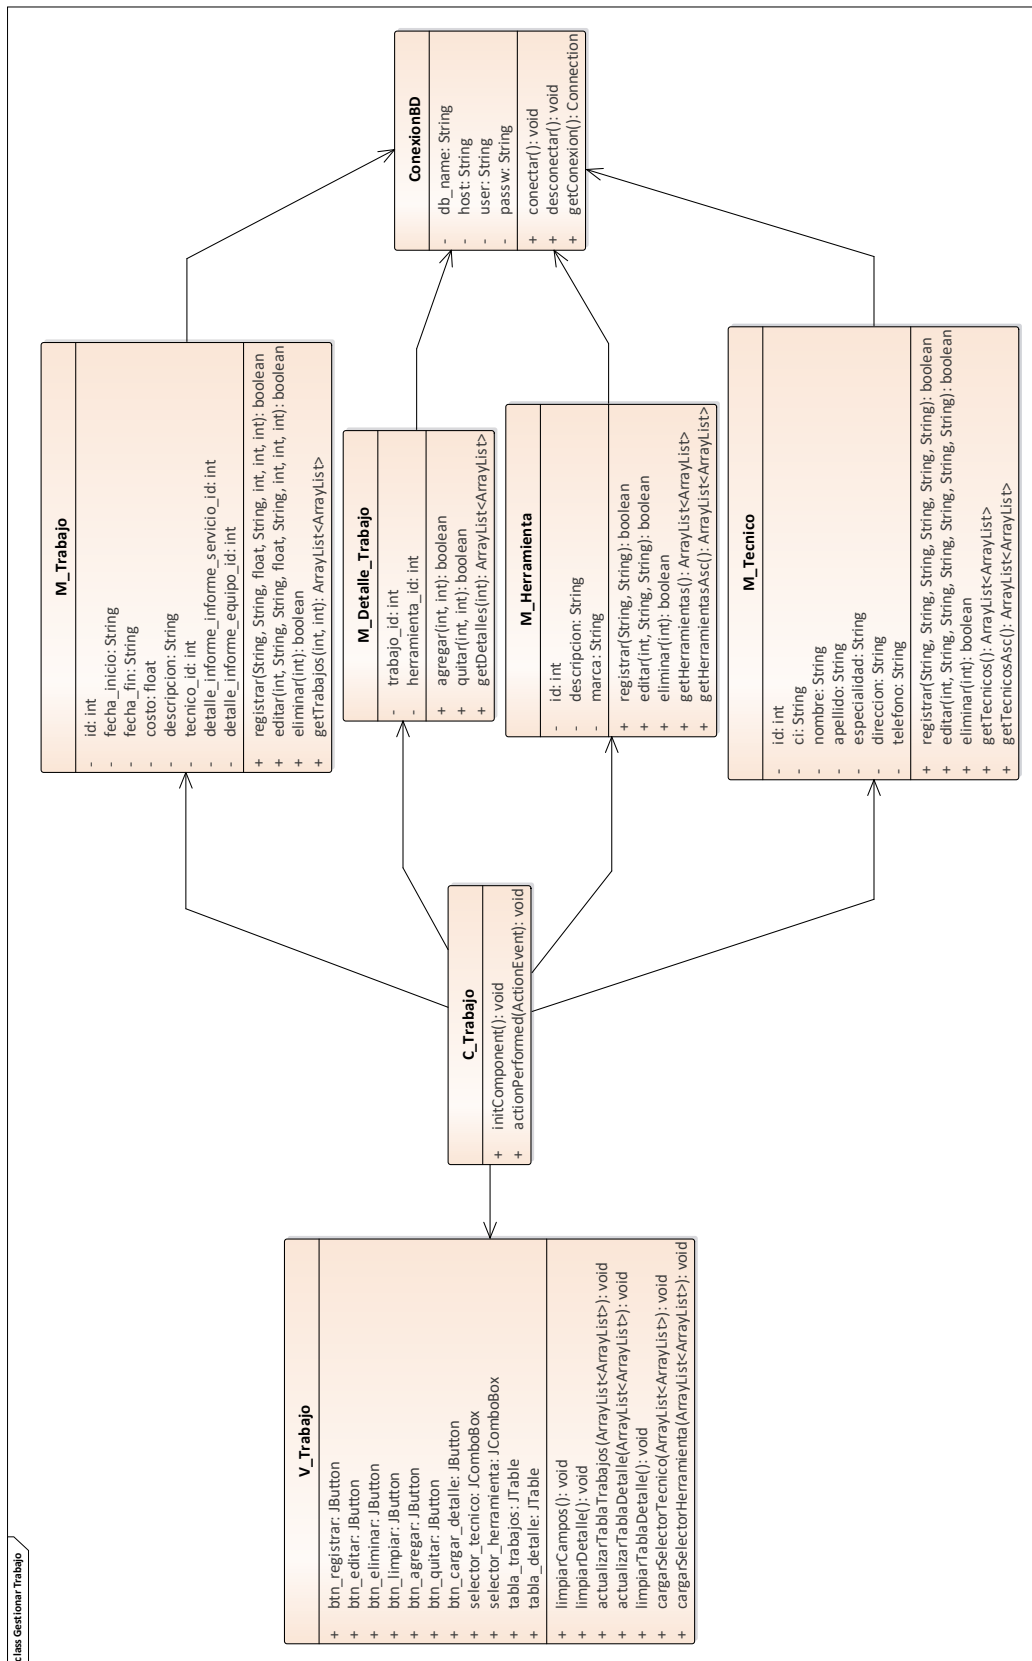 class Gestionar Trabajo
V_Trabajo
+ btn_registrar: JButton
+ btn_editar: JButton
+ btn_eliminar: JButton
+ btn_limpiar: JButton
+ btn_agregar: JButton
+ btn_quitar: JButton
+ btn_cargar_detalle: JButton
+ selector_tecnico: JComboBox
+ selector_herramienta: JComboBox
+ tabla_trabajos: JTable
+ tabla_detalle: JTable
+ limpiarCampos(): void
+ limpiarDetalle(): void
+ actualizarTablaTrabajos(ArrayList<ArrayList>): void
+ actualizarTablaDetalle(ArrayList<ArrayList>): void
+ limpiarTablaDetalle(): void
+ cargarSelectorTecnico(ArrayList<ArrayList>): void
+ cargarSelectorHerramienta(ArrayList<ArrayList>): void
C_Trabajo
+ initComponent(): void
+ actionPerformed(ActionEvent): void
M_Trabajo
- id: int
- fecha_inicio: String
- fecha_fin: String
- costo: float
- descripcion: String
- tecnico_id: int
- detalle_informe_informe_servicio_id: int
- detalle_informe_equipo_id: int
+ registrar(String, String, float, String, int, int, int): boolean
+ editar(int, String, String, float, String, int, int, int): boolean
+ eliminar(int): boolean
+ getTrabajos(int, int): ArrayList<ArrayList>
M_Detalle_Trabajo
- trabajo_id: int
- herramienta_id: int
+ agregar(int, int): boolean
+ quitar(int, int): boolean
+ getDetalles(int): ArrayList<ArrayList>
M_Herramienta
- id: int
- descripcion: String
- marca: String
+ registrar(String, String): boolean
+ editar(int, String, String): boolean
+ eliminar(int): boolean
+ getHerramientas(): ArrayList<ArrayList>
+ getHerramientasAsc(): ArrayList<ArrayList>
M_Tecnico
- id: int
- ci: String
- nombre: String
- apellido: String
- especialidad: String
- direccion: String
- telefono: String
+ registrar(String, String, String, String, String, String): boolean
+ editar(int, String, String, String, String, String, String): boolean
+ eliminar(int): boolean
+ getTecnicos(): ArrayList<ArrayList>
+ getTecnicosAsc(): ArrayList<ArrayList>
ConexionBD
- db_name: String
- host: String
- user: String
- passw: String
+ conectar(): void
+ desconectar(): void
+ getConexion(): Connection